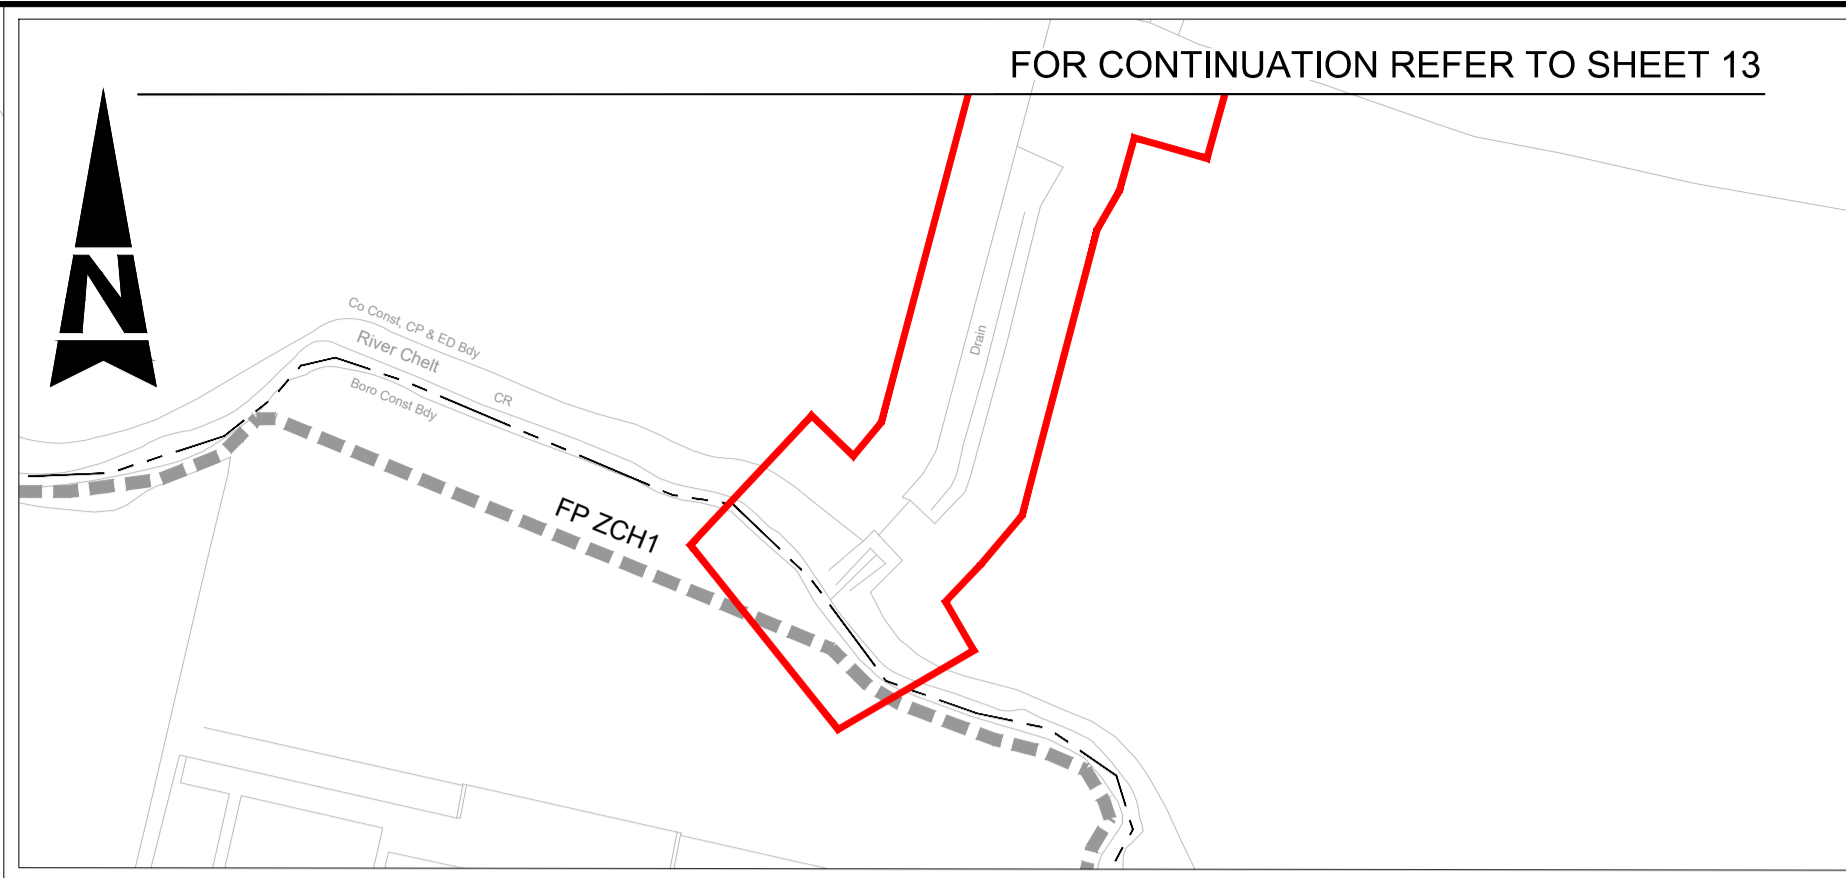 FOR CONTINUATION REFER TO SHEET 13
N
Co Const, CP & ED Bdy
River Chelt
CR
Boro Const Bdy
Drain
FP ZCH1